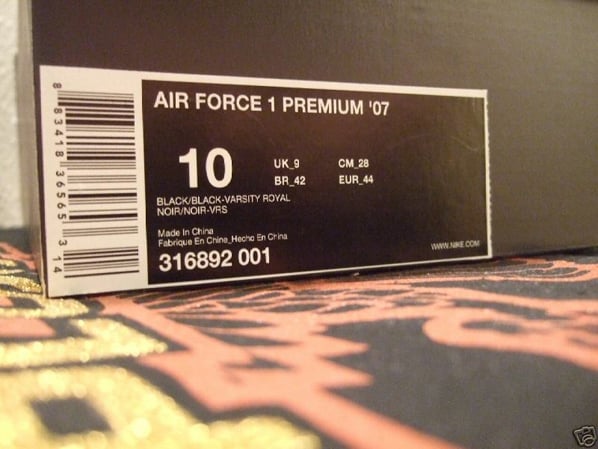 AIR FORCE 1 PREMIUM '07
10
UK_9 CM_28
BR_42 EUR_44
BLACK/BLACK-VARSITY ROYAL
NOIR/NOIR-VRS
Made In China
Fabrique En Chine_Hecho En China
316892 001
WWW.NIKE.COM
8 83418 36565 3 14